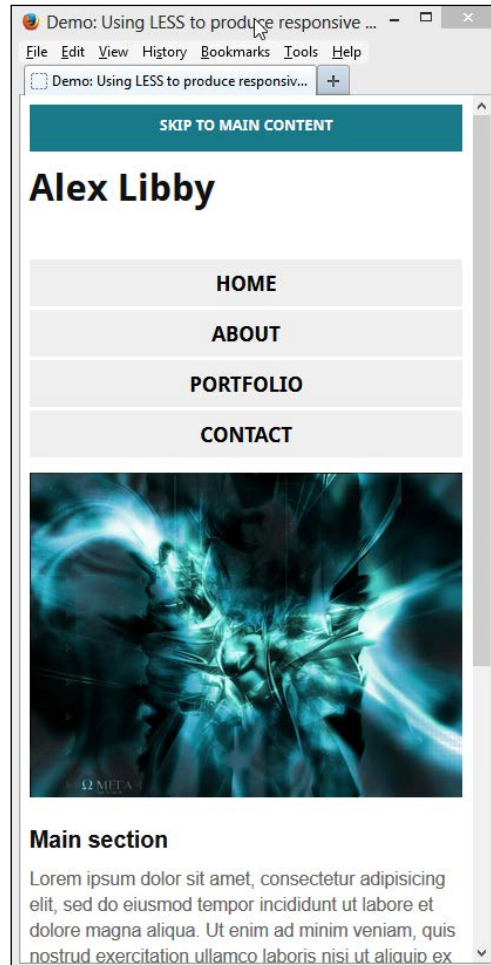 Demo: Using LESS to produce responsive ...
File Edit View History Bookmarks Tools Help
Demo: Using LESS to produce responsiv...
SKIP TO MAIN CONTENT
Alex Libby
HOME
ABOUT
PORTFOLIO
CONTACT
Ω ΜΕΓΑ
Main section
Lorem ipsum dolor sit amet, consectetur adipisicing
elit, sed do eiusmod tempor incididunt ut labore et
dolore magna aliqua. Ut enim ad minim veniam, quis
nostrud exercitation ullamco laboris nisi ut aliquip ex